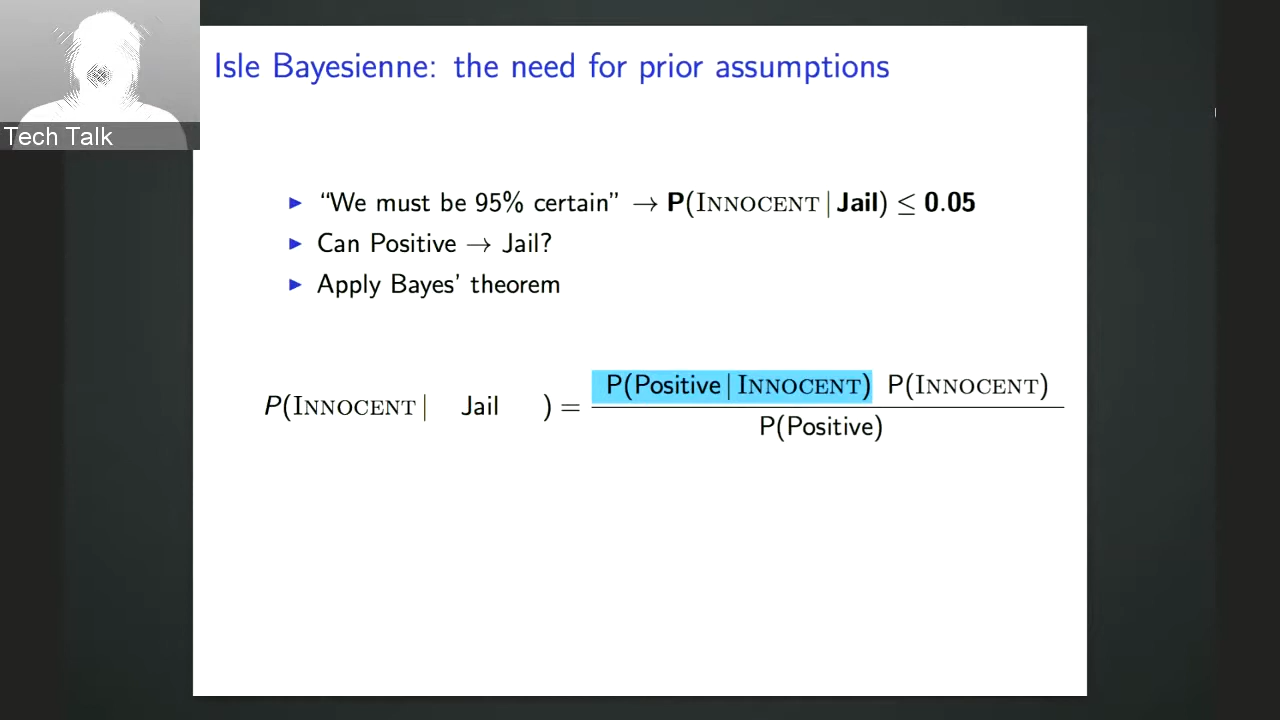 Isle Bayesienne: the need for prior assumptions
Tech Talk
▶ “We must be 95% certain” → P(INNOCENT | Jail) ≤ 0.05
▶ Can Positive → Jail?
▶ Apply Bayes’ theorem
P(Positive | INNOCENT) P(INNOCENT)
P(INNOCENT | Jail ) =
P(Positive)